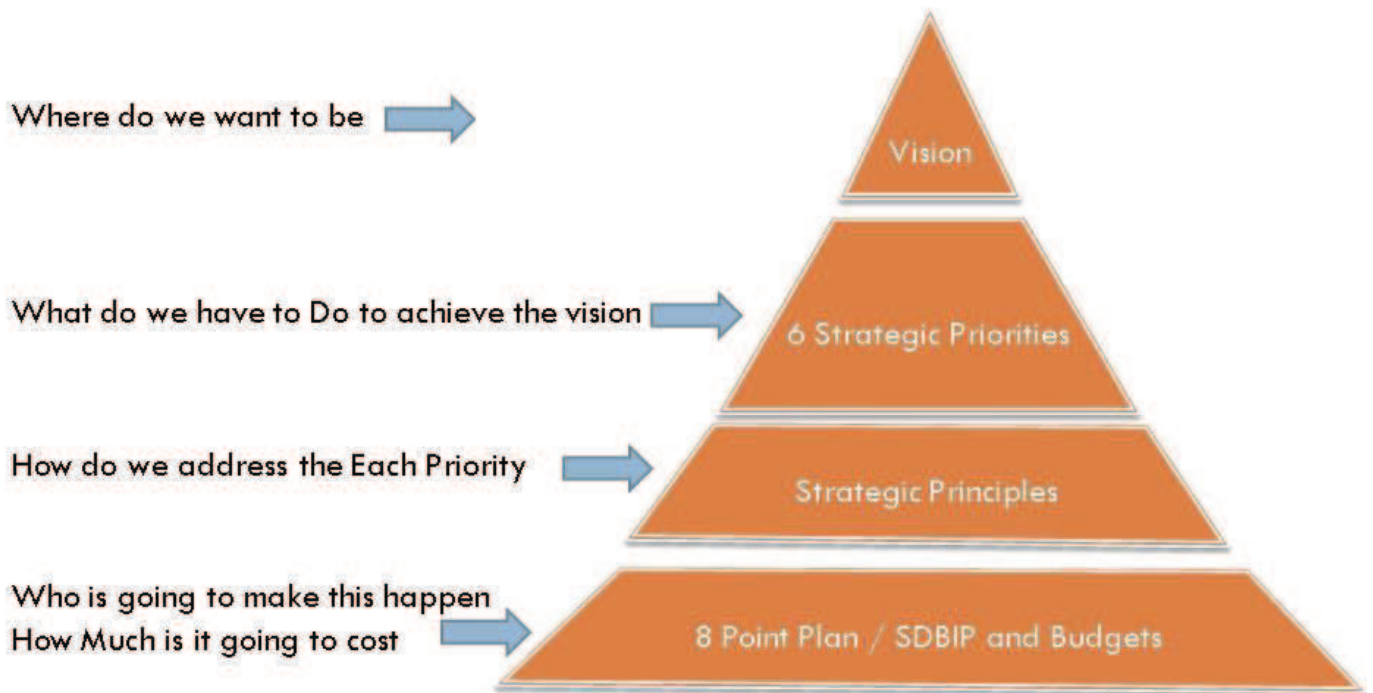 Where do we want to be
Vision
What do we have to Do to achieve the vision
6 Strategic Priorities
How do we address the Each Priority
Strategic Principles
Who is going to make this happen
How Much is it going to cost
8 Point Plan / SDBIP and Budgets